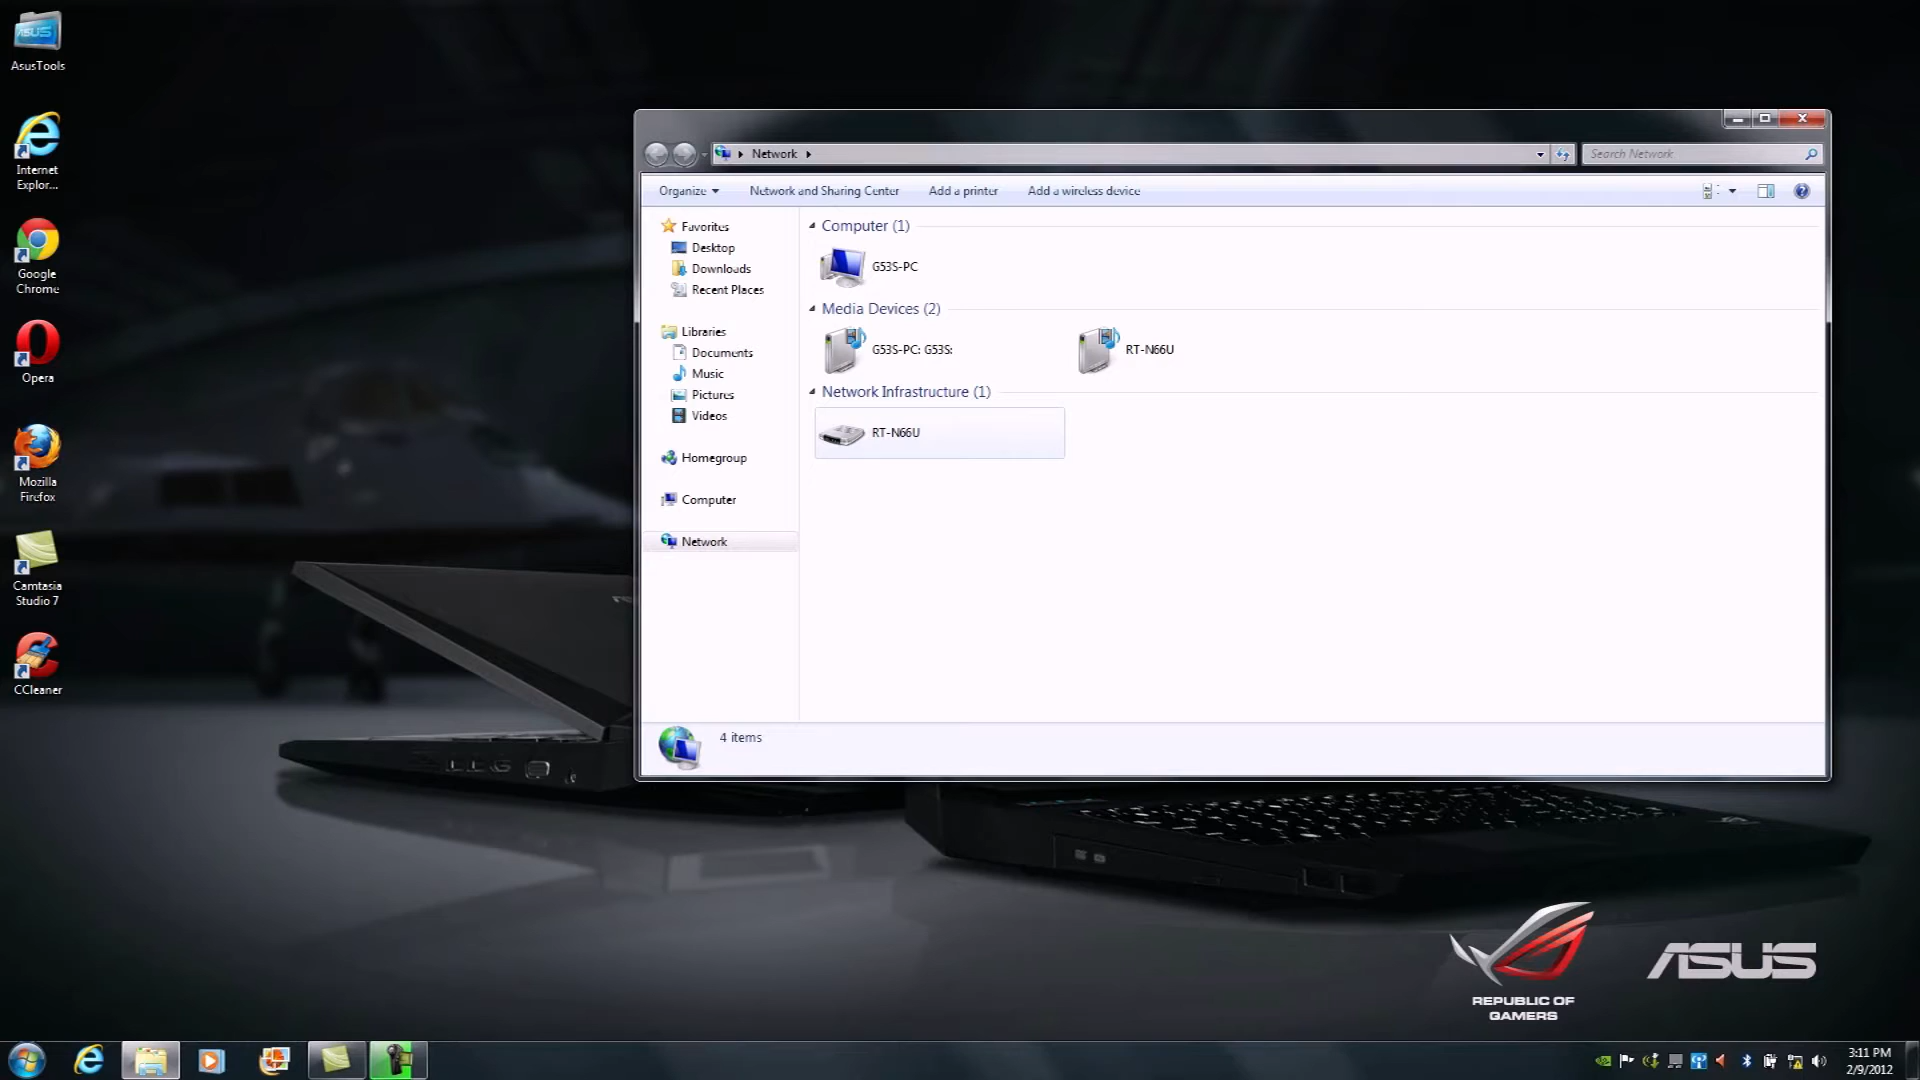 ASUS
AsusTools
Internet
Explor...
Google
Chrome
Opera
Mozilla
Firefox
Camtasia
Studio 7
CCleaner
Network
Search Network
Organize
Network and Sharing Center
Add a printer
Add a wireless device
Favorites
Desktop
Downloads
Recent Places
Libraries
Documents
Music
Pictures
Videos
Homegroup
Computer
Network
Computer (1)
G53S-PC
Media Devices (2)
G53S-PC: G53S:
RT-N66U
Network Infrastructure (1)
RT-N66U
4 items
REPUBLIC OF
GAMERS
ASUS
3:11 PM
2/9/2012